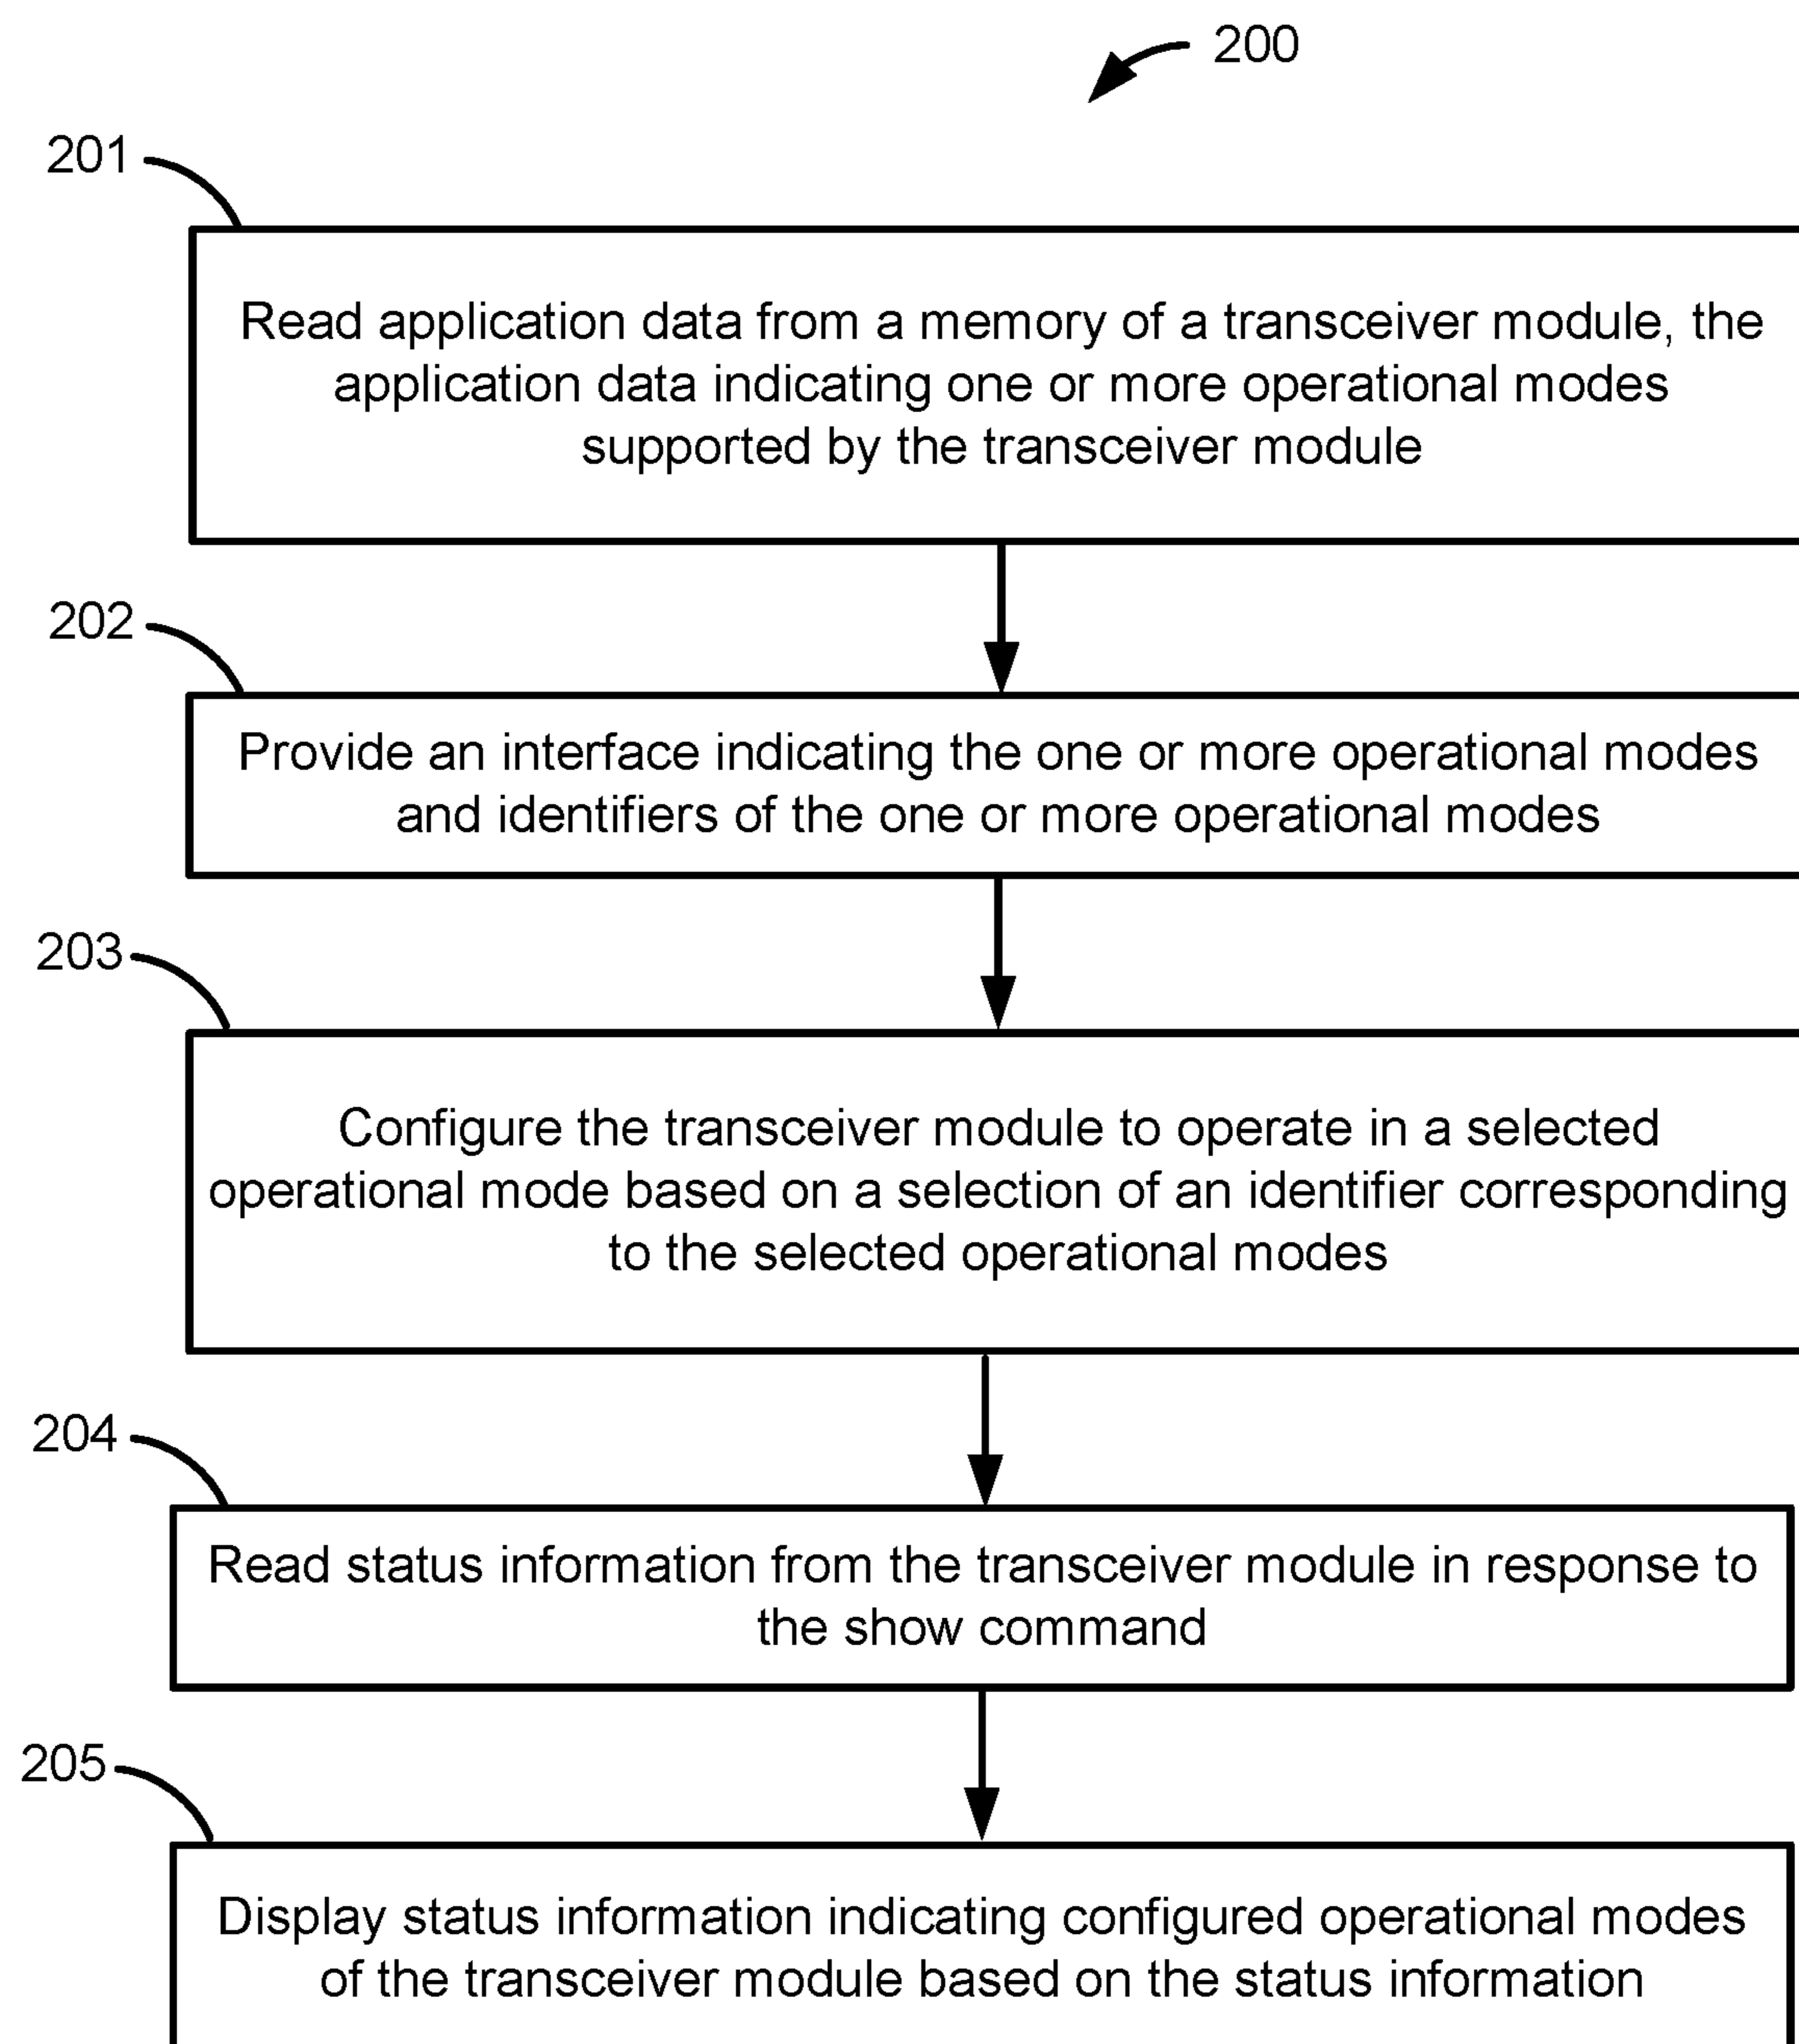 200
201
Read application data from a memory of a transceiver module, the
application data indicating one or more operational modes
supported by the transceiver module
202
Provide an interface indicating the one or more operational modes
and identifiers of the one or more operational modes
203
Configure the transceiver module to operate in a selected
operational mode based on a selection of an identifier corresponding
to the selected operational modes
204
Read status information from the transceiver module in response to
the show command
205
Display status information indicating configured operational modes
of the transceiver module based on the status information